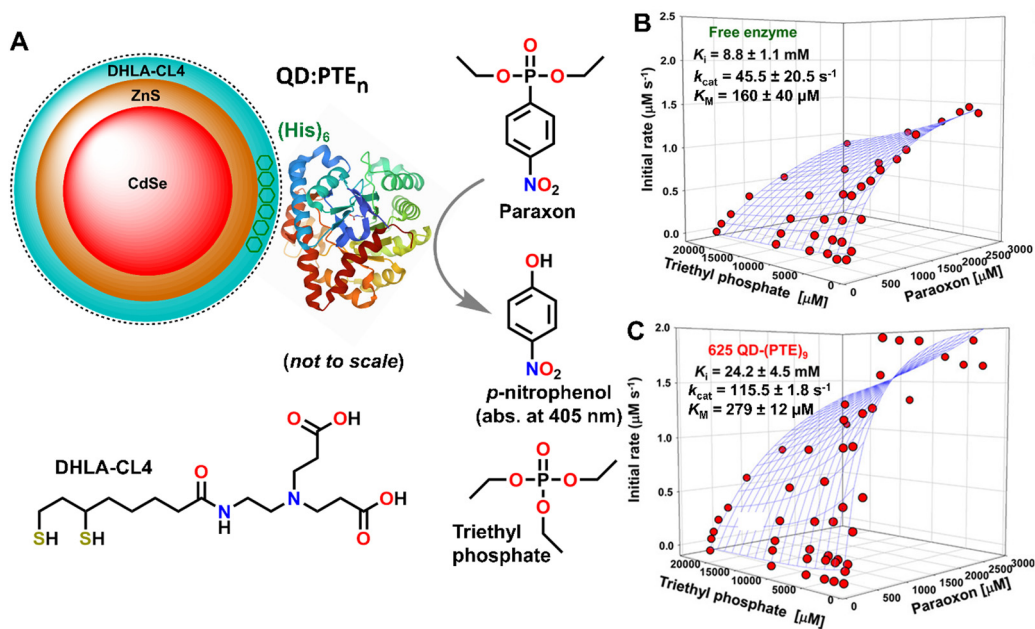 A
DHLA-CL4
ZnS
CdSe
QD:PTEn
(His)6
(not to scale)
O
O P O
NO2
Paraxon
OH
NO2
p-nitrophenol
(abs. at 405 nm)
O
O P O
O
Triethyl
phosphate
DHLA-CL4
O
OH
O
N
H
N
OH
O
SH
SH
B
Free enzyme
Ki = 8.8 ± 1.1 mM
kcat = 45.5 ± 20.5 s-1
KM = 160 ± 40 µM
Initial rate (µM s-1)
2.0
1.5
1.0
0.5
0.0
20000
15000
10000
5000
0
Triethyl phosphate [µM]
0
500
1000
1500
2000
2500
3000
Paraoxon [µM]
C
625 QD-(PTE)9
Ki = 24.2 ± 4.5 mM
kcat = 115.5 ± 1.8 s-1
KM = 279 ± 12 µM
Initial rate (µM s-1)
2.0
1.5
1.0
0.5
0.0
20000
15000
10000
5000
0
Triethyl phosphate [µM]
0
500
1000
1500
2000
2500
3000
Paraoxon [µM]